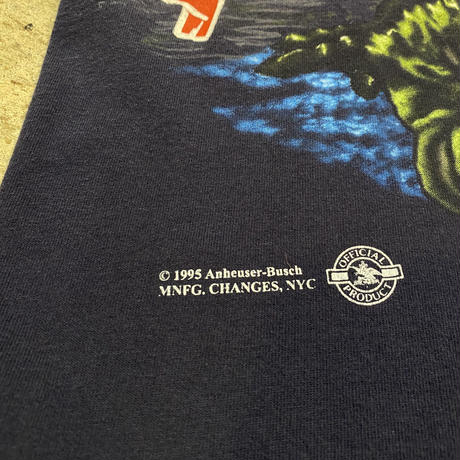 © 1995 Anheuser-Busch
MNFG. CHANGES, NYC
OFFICIAL
PRODUCT